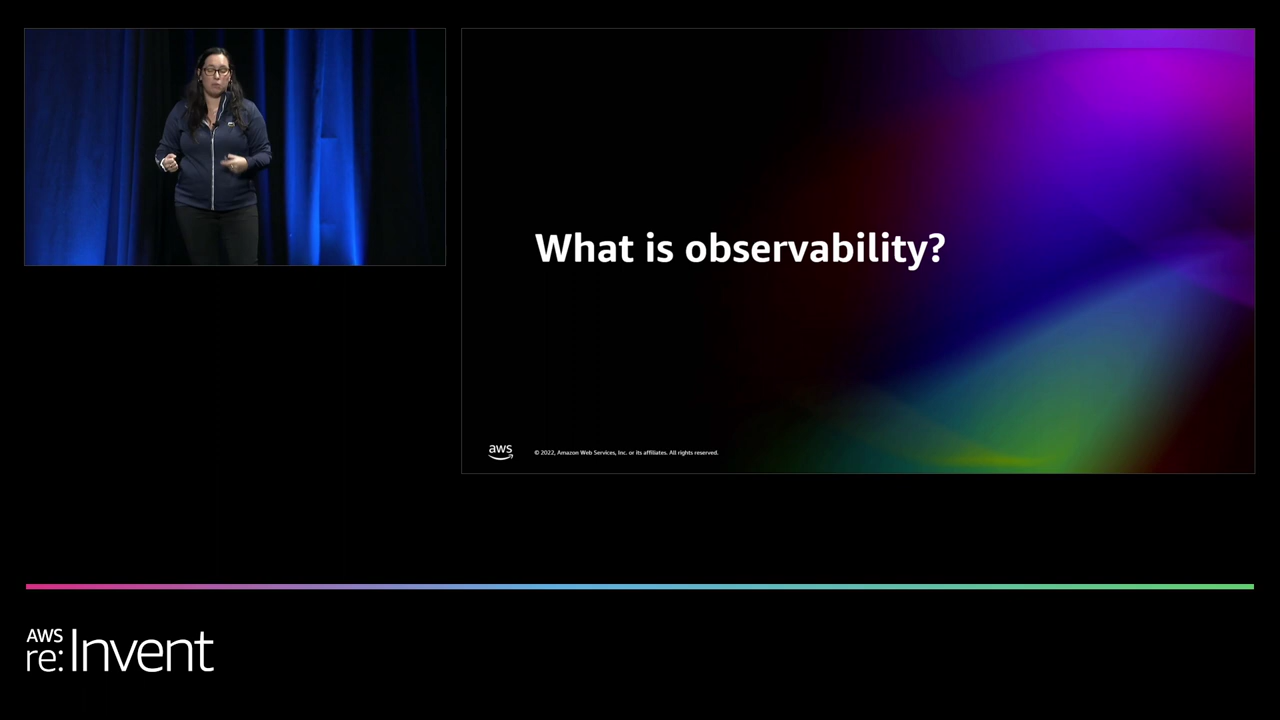 What is observability?
aws
© 2022, Amazon Web Services, Inc. or its affiliates. All rights reserved.
AWS
re:Invent